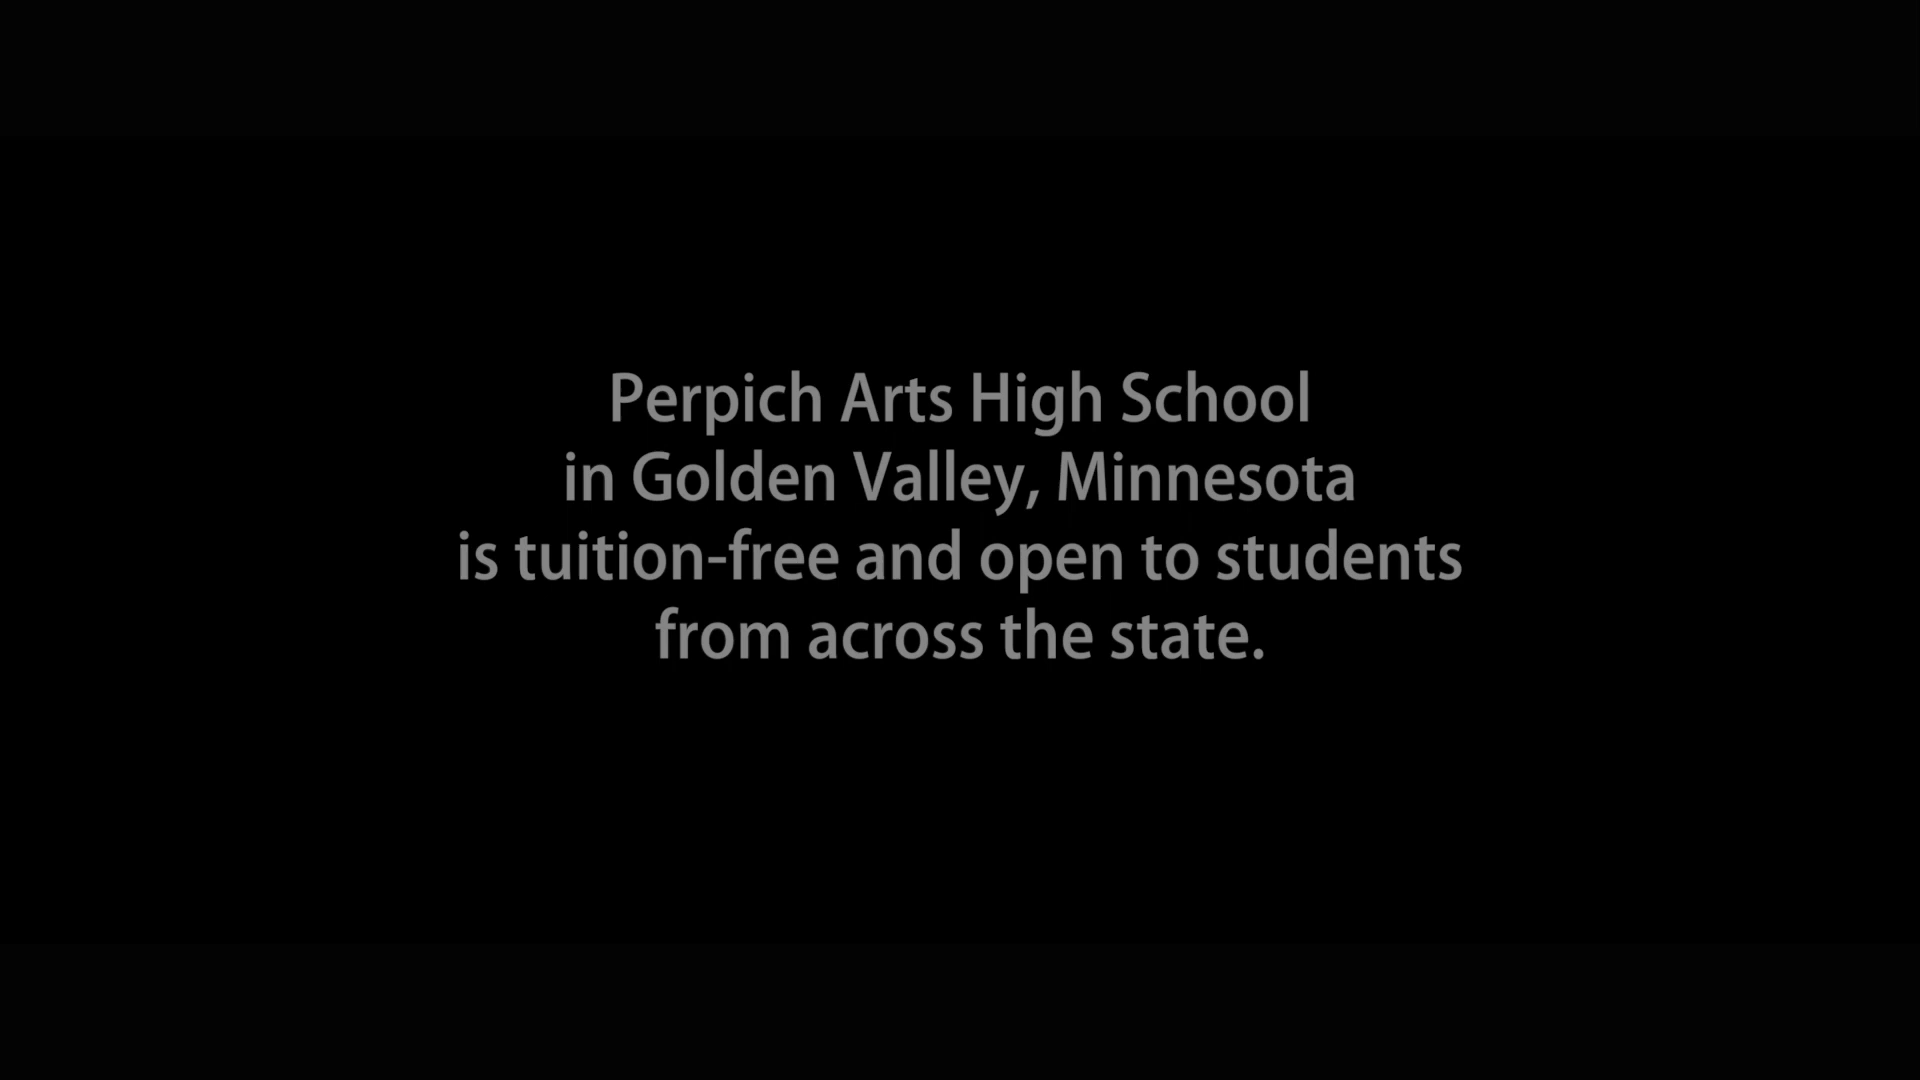 Perpich Arts High School
in Golden Valley, Minnesota
is tuition-free and open to students
from across the state.